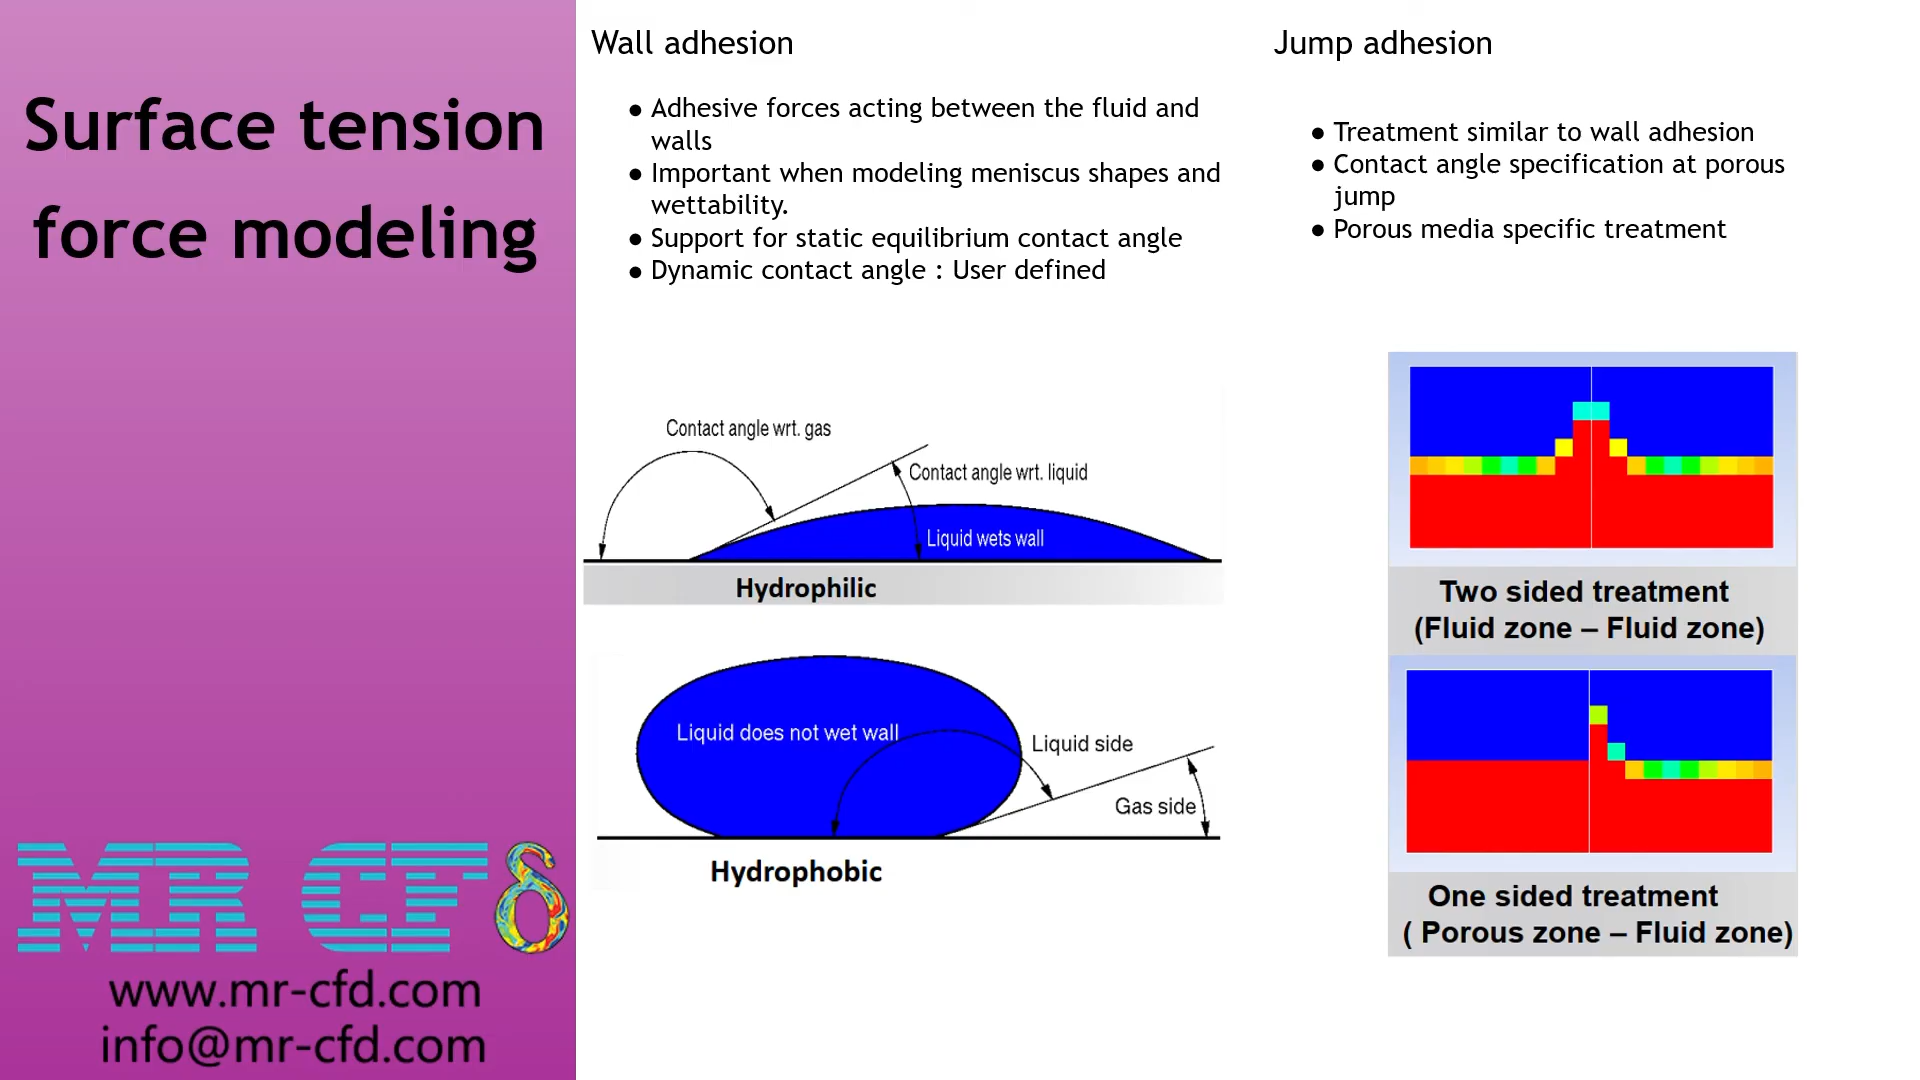 Surface tension
force modeling
MR CFD
www.mr-cfd.com
info@mr-cfd.com
Wall adhesion
● Adhesive forces acting between the fluid and
walls
● Important when modeling meniscus shapes and
wettability.
● Support for static equilibrium contact angle
● Dynamic contact angle : User defined
Contact angle wrt. gas
Contact angle wrt. liquid
Liquid wets wall
Hydrophilic
Liquid does not wet wall
Liquid side
Gas side
Hydrophobic
Jump adhesion
● Treatment similar to wall adhesion
● Contact angle specification at porous
jump
● Porous media specific treatment
Two sided treatment
(Fluid zone – Fluid zone)
One sided treatment
( Porous zone – Fluid zone)